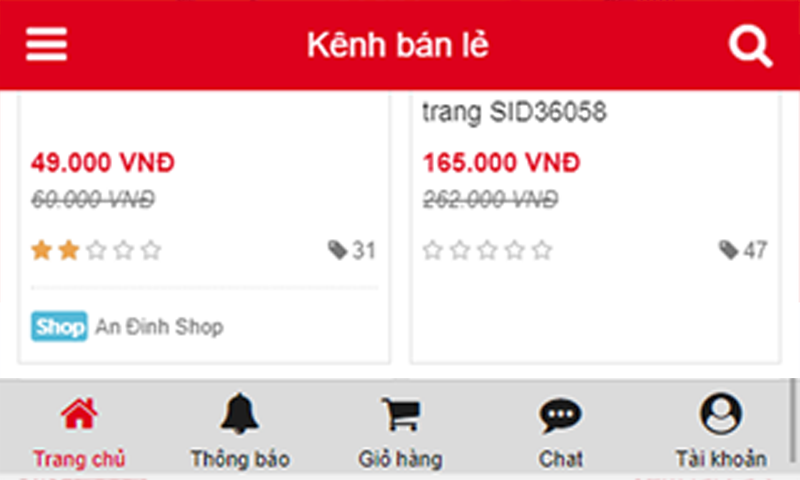 Kênh bán lẻ
trang SID36058
49.000 VNĐ
165.000 VNĐ
60.000 VNĐ
262.000 VNĐ
31
47
Shop An Đinh Shop
Trang chủ
Thông báo
Giỏ hàng
Chat
Tài khoản